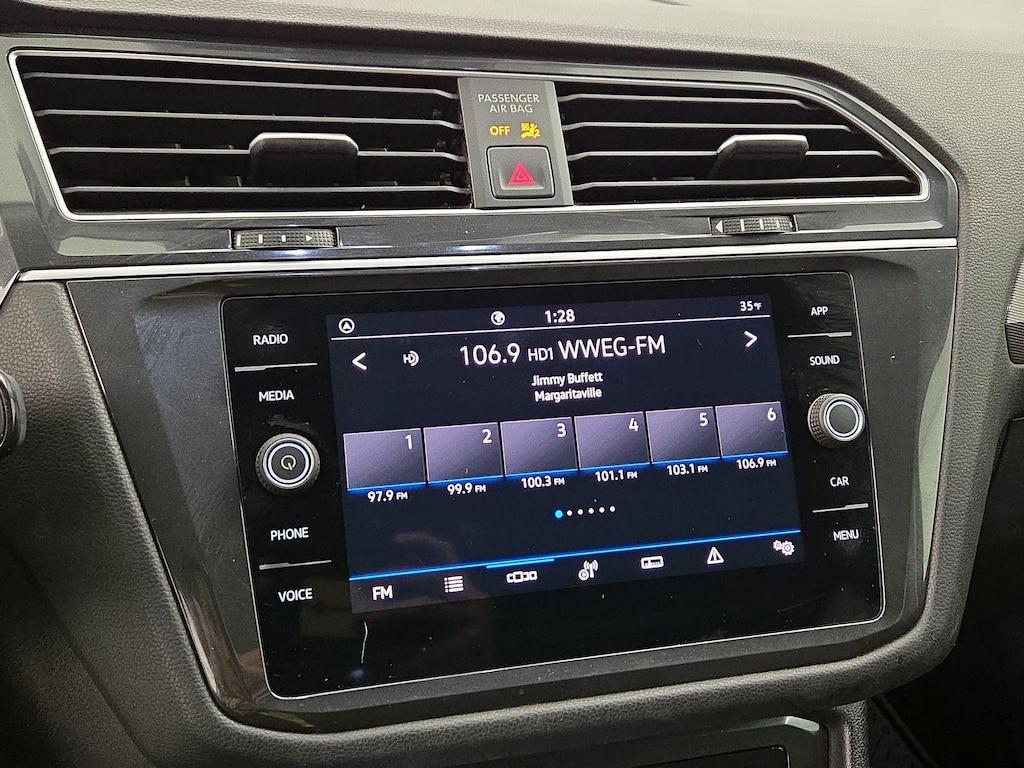 PASSENGER
AIR BAG
OFF 2
1:28
35°F
106.9 HD1 WWEG-FM
Jimmy Buffett
Margaritaville
1 2 3 4 5 6
97.9 FM 99.9 FM 100.3 FM 101.1 FM 103.1 FM 106.9 FM
FM
RADIO
MEDIA
PHONE
VOICE
APP
SOUND
CAR
MENU